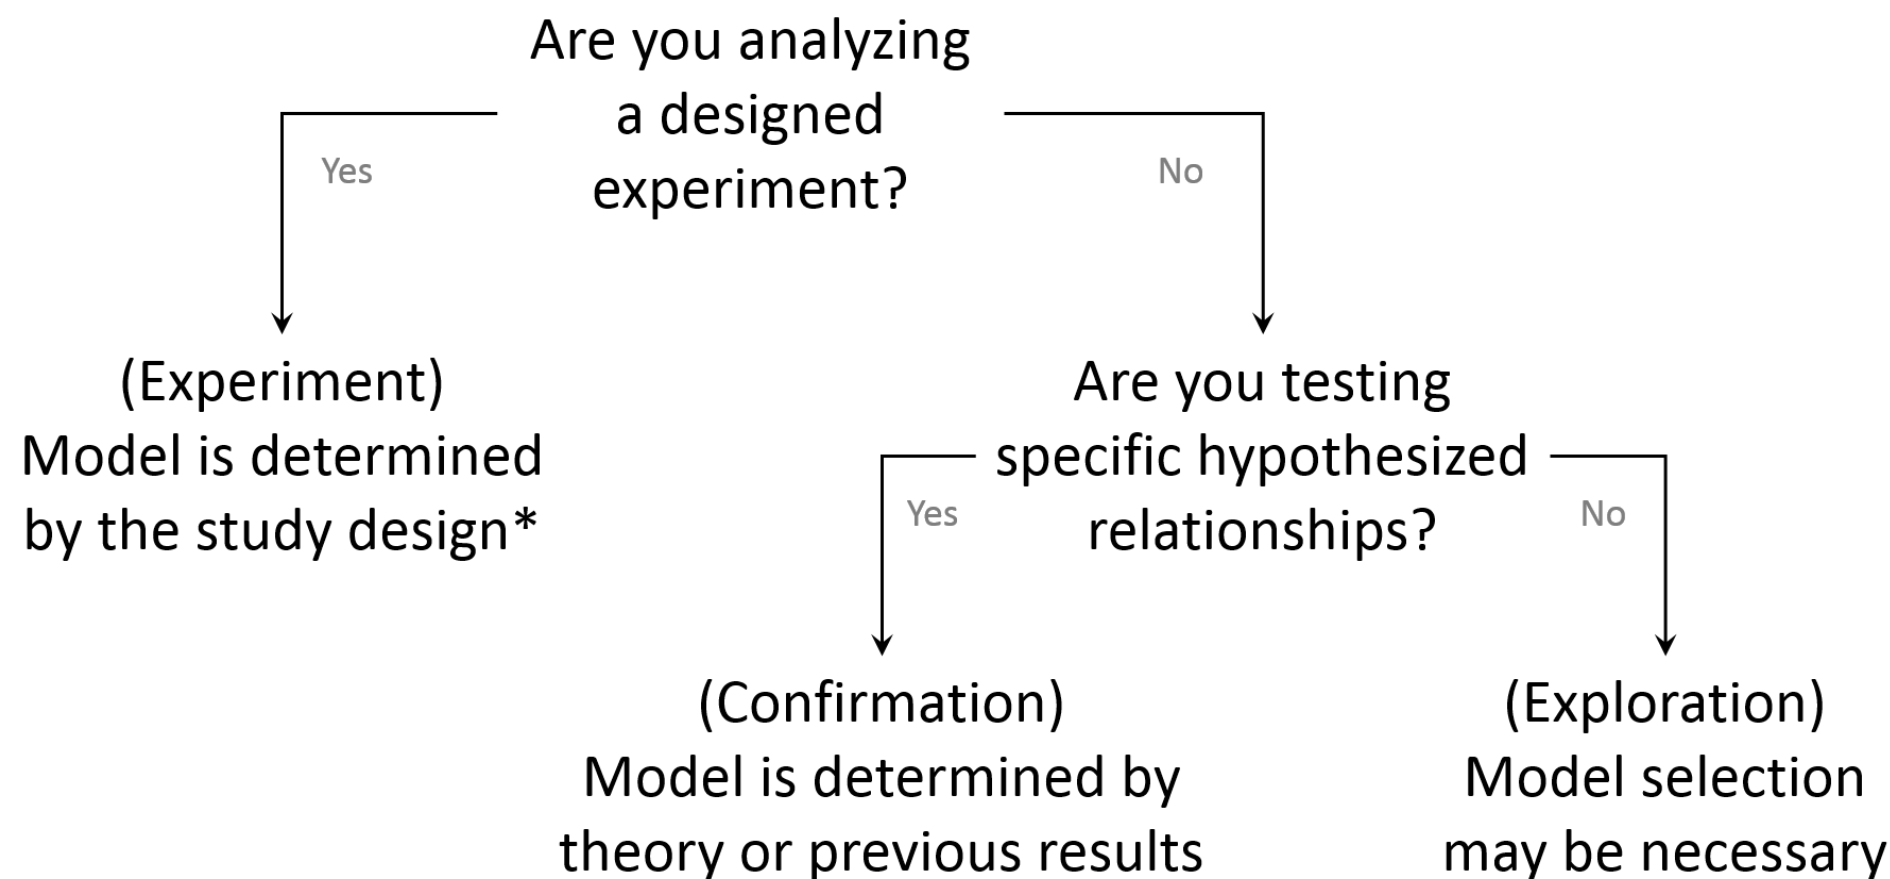 Are you analyzing
a designed
experiment?
Yes
No
(Experiment)
Model is determined
by the study design*
Are you testing
specific hypothesized
relationships?
Yes
No
(Confirmation)
Model is determined by
theory or previous results
(Exploration)
Model selection
may be necessary